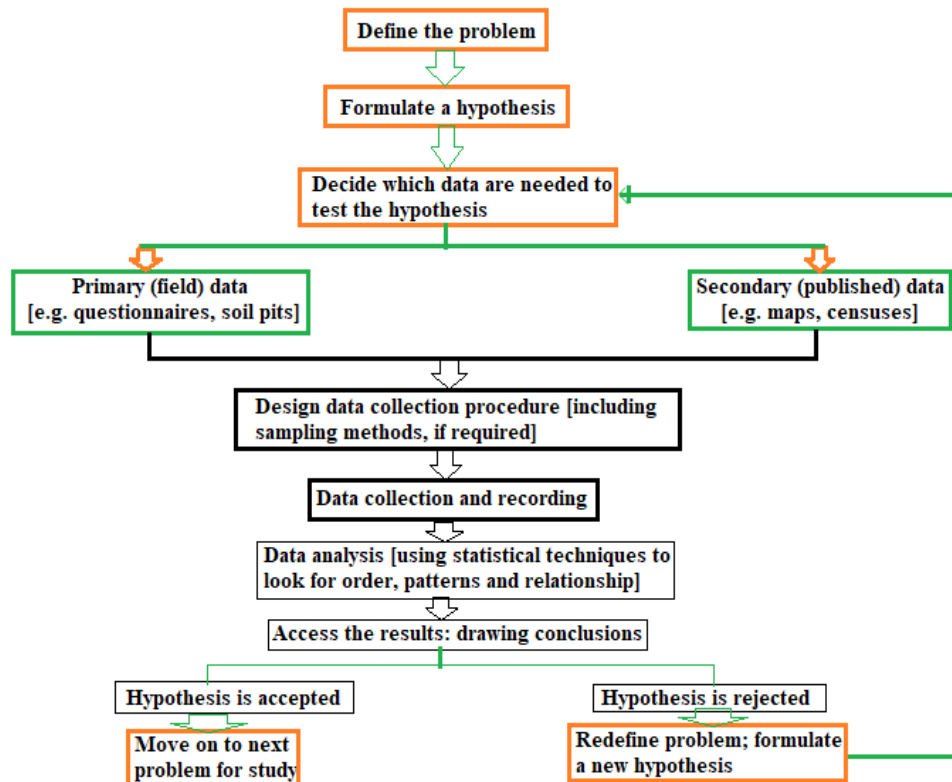 Define the problem
Formulate a hypothesis
Decide which data are needed to
test the hypothesis
Primary (field) data
[e.g. questionnaires, soil pits]
Secondary (published) data
[e.g. maps, censuses]
Design data collection procedure [including
sampling methods, if required]
Data collection and recording
Data analysis [using statistical techniques to
look for order, patterns and relationship]
Access the results: drawing conclusions
Hypothesis is accepted
Hypothesis is rejected
Move on to next
problem for study
Redefine problem; formulate
a new hypothesis